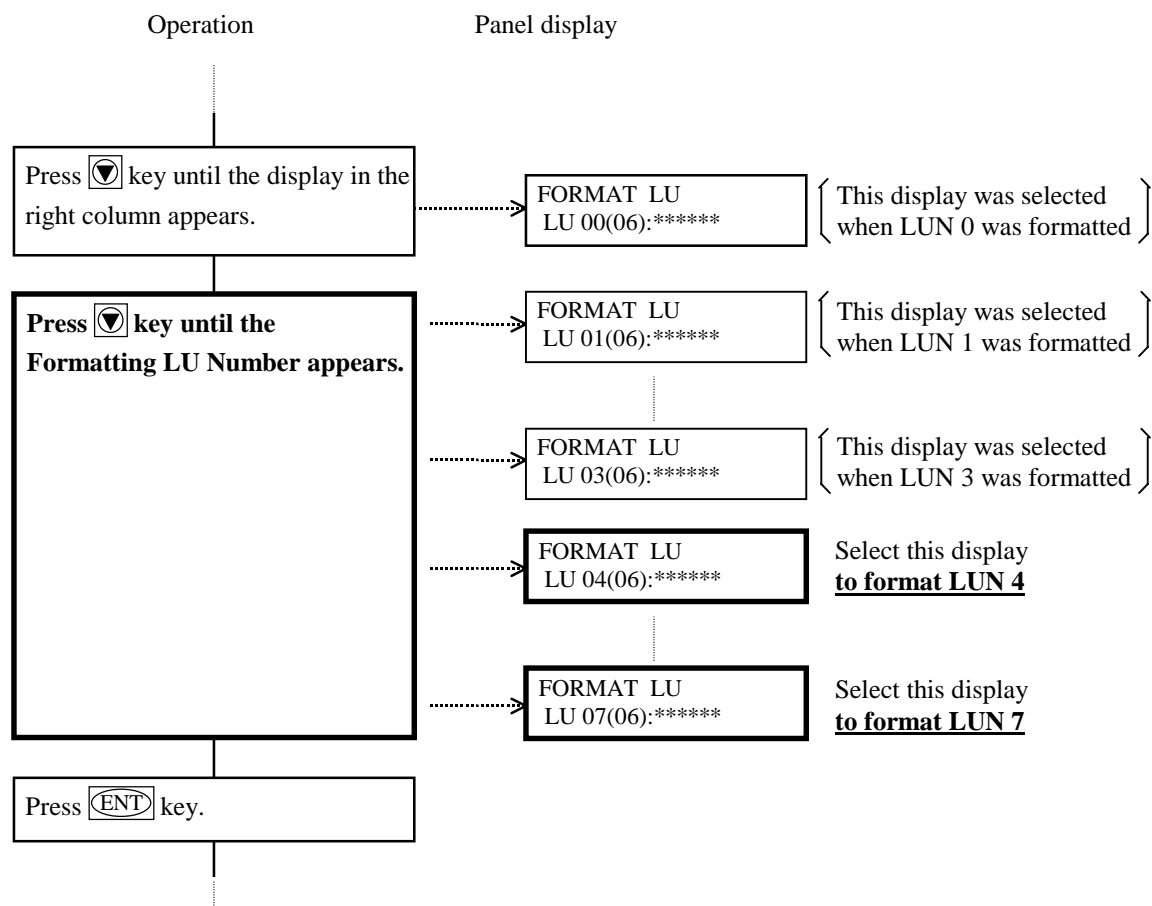 Operation Panel display
Press ▼ key until the display in the
right column appears.
FORMAT LU
LU 00(06):******
This display was selected
when LUN 0 was formatted
Press ▼ key until the
Formatting LU Number appears.
FORMAT LU
LU 01(06):******
This display was selected
when LUN 1 was formatted
FORMAT LU
LU 03(06):******
This display was selected
when LUN 3 was formatted
FORMAT LU
LU 04(06):******
Select this display
to format LUN 4
FORMAT LU
LU 07(06):******
Select this display
to format LUN 7
Press ENT key.